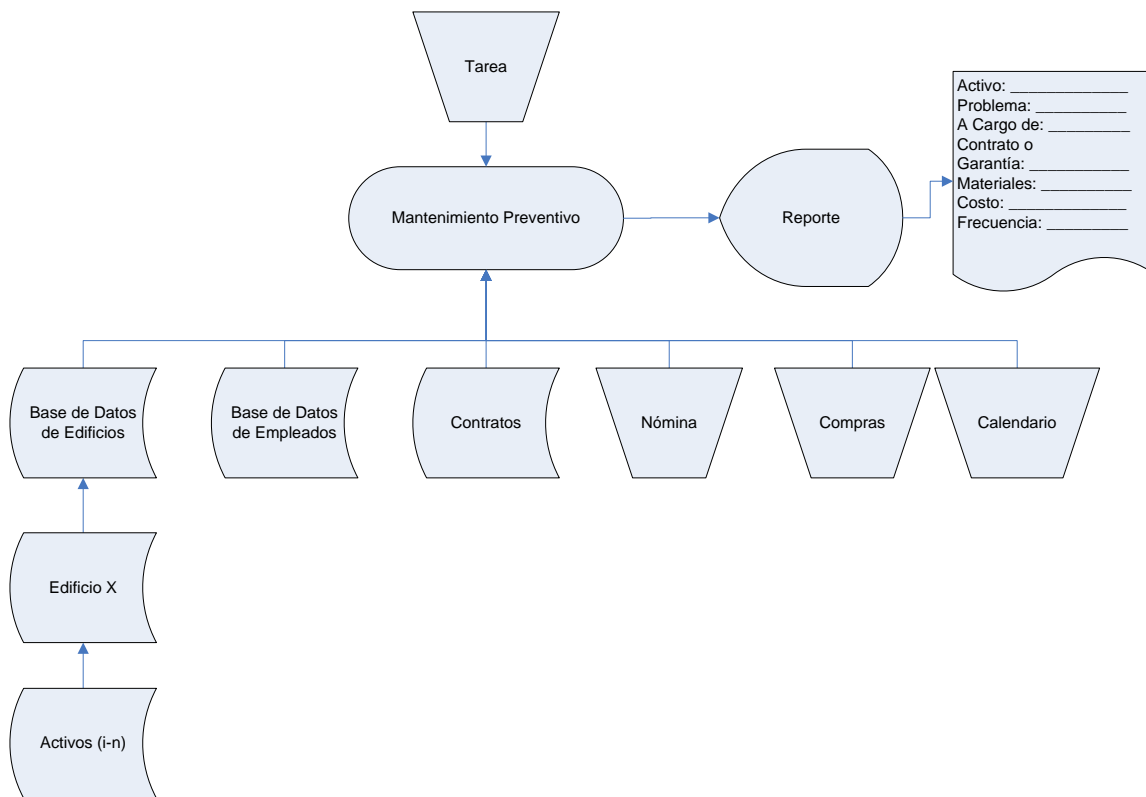 Tarea
Activo: _____________
Problema: __________
A Cargo de: _________
Contrato o
Garantía: ___________
Materiales: __________
Costo: _____________
Frecuencia: _________
Mantenimiento Preventivo
Reporte
Base de Datos
de Edificios
Base de Datos
de Empleados
Contratos
Nómina
Compras
Calendario
Edificio X
Activos (i-n)